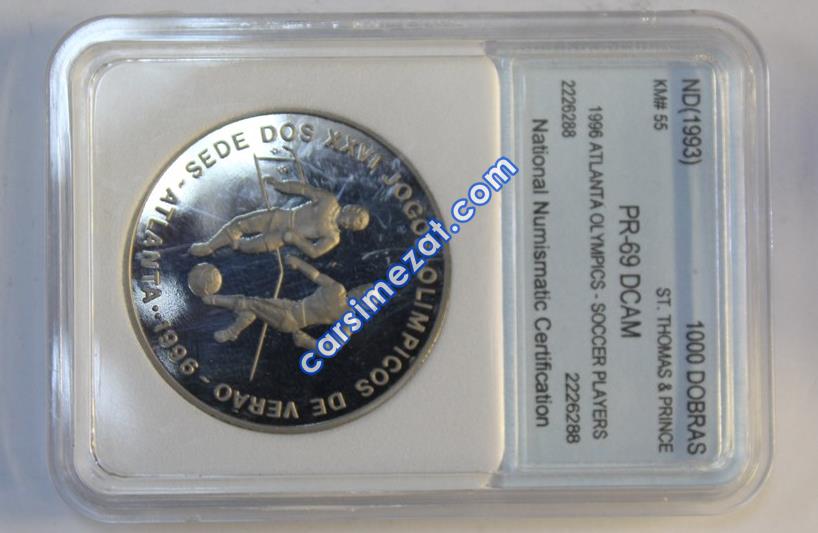 ND(1993) 1000 DOBRAS
KM# 55 ST. THOMAS & PRINCE
PR-69 DCAM
1996 ATLANTA OLYMPICS - SOCCER PLAYERS
2226288 2226288
National Numismatic Certification
ATLANTA - SEDE DOS XXVI JOGOS OLIMPÍCOS DE VERÃO - 1996
carsimezat.com